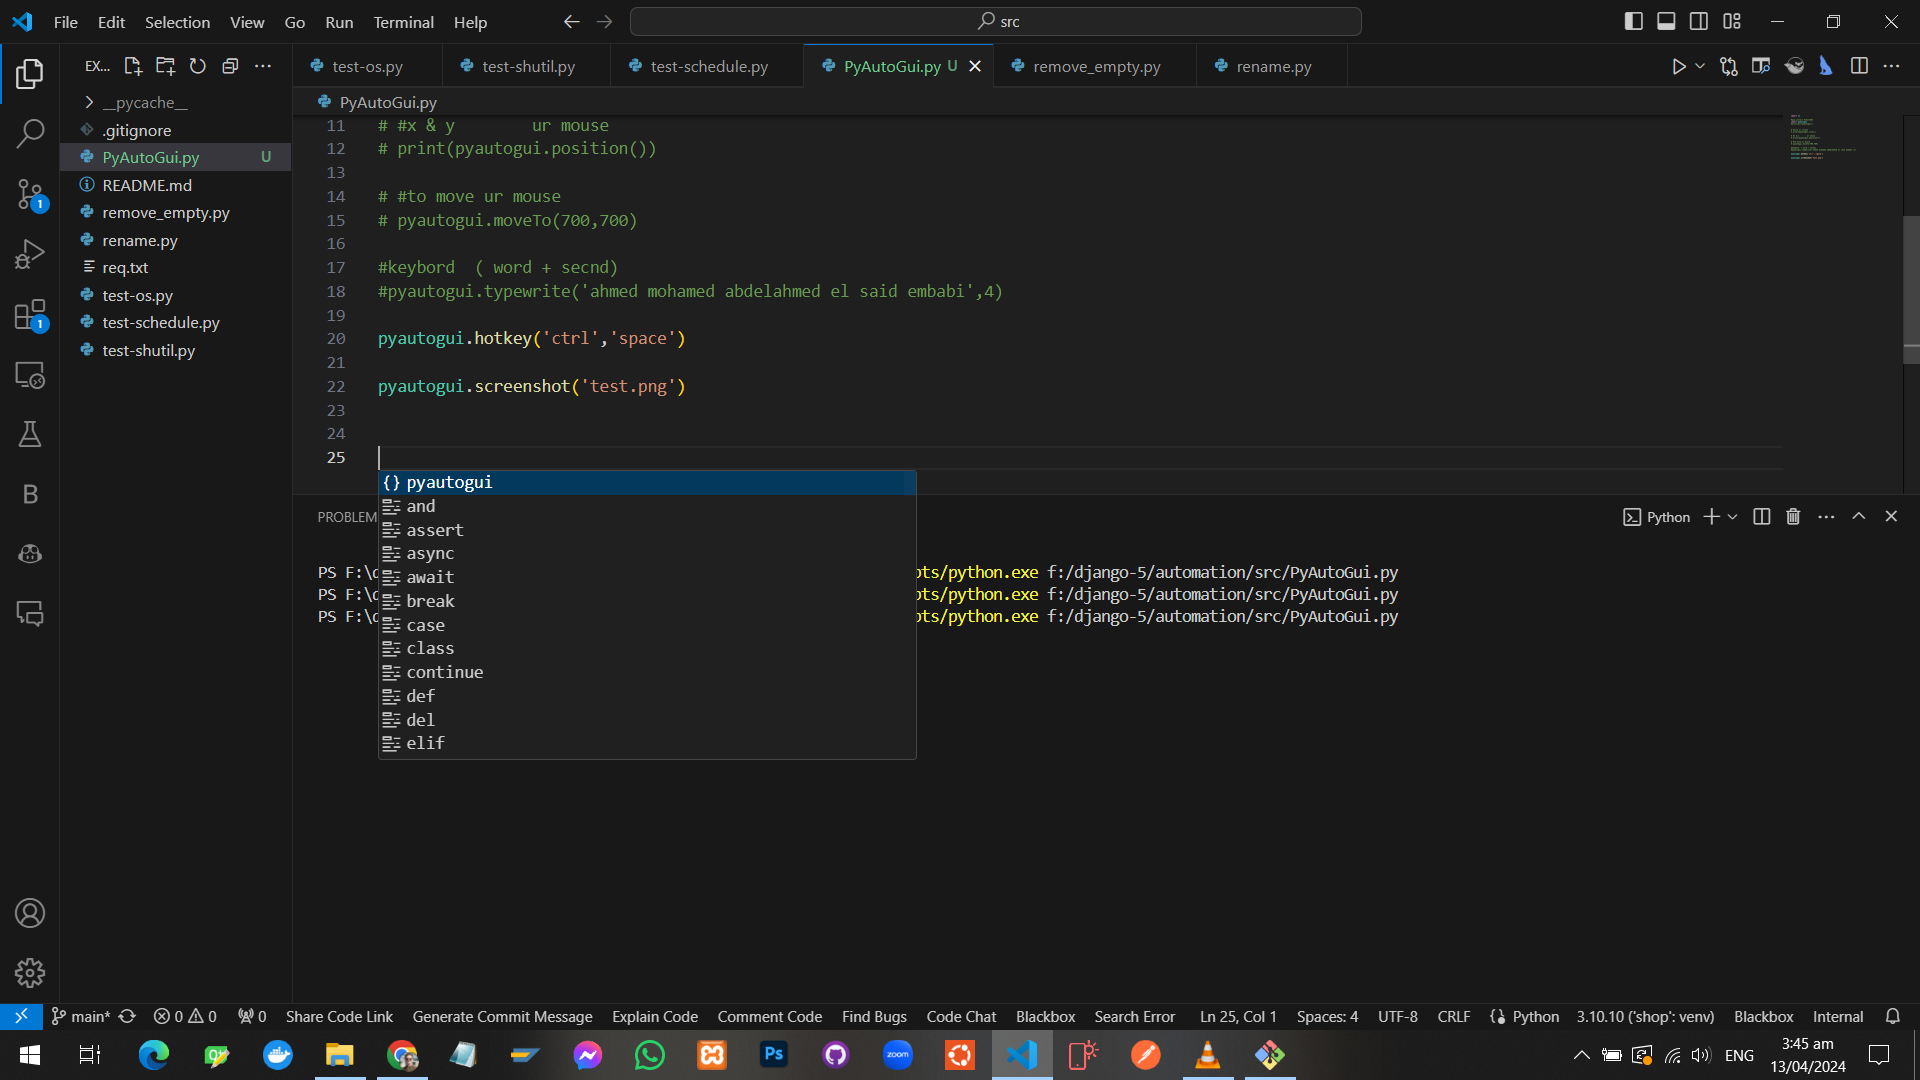 File Edit Selection View Go Run Terminal Help
src
EX...
test-os.py
test-shutil.py
test-schedule.py
PyAutoGui.py U
remove_empty.py
rename.py
__pycache__
.gitignore
PyAutoGui.py U
README.md
remove_empty.py
rename.py
req.txt
test-os.py
test-schedule.py
test-shutil.py
1
1
B
PyAutoGui.py
11 # #x & y ur mouse
12 # print(pyautogui.position())
13
14 # #to move ur mouse
15 # pyautogui.moveTo(700,700)
16
17 #keybord ( word + secnd)
18 #pyautogui.typewrite('ahmed mohamed abdelahmed el said embabi',4)
19
20 pyautogui.hotkey('ctrl','space')
21
22 pyautogui.screenshot('test.png')
23
24
25
{} pyautogui
and
assert
async
await
break
case
class
continue
def
del
elif
PROBLEM
Python
PS F:\d pts/python.exe f:/django-5/automation/src/PyAutoGui.py
PS F:\d pts/python.exe f:/django-5/automation/src/PyAutoGui.py
PS F:\d pts/python.exe f:/django-5/automation/src/PyAutoGui.py
main* 0 0 0 Share Code Link Generate Commit Message Explain Code Comment Code Find Bugs Code Chat Blackbox Search Error Ln 25, Col 1 Spaces: 4 UTF-8 CRLF {} Python 3.10.10 ('shop': venv) Blackbox Internal
Ps
zoom
ENG
3:45 am
13/04/2024